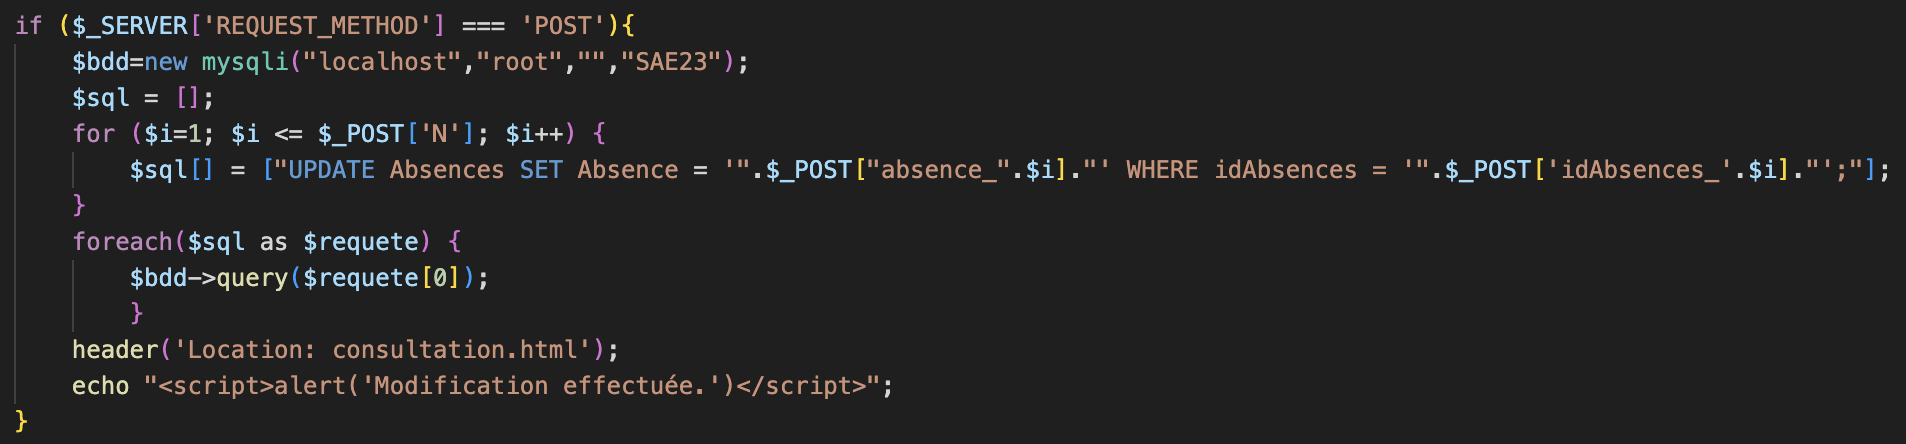 if ($_SERVER['REQUEST_METHOD'] === 'POST'){
    $bdd=new mysqli("localhost","root","","SAE23");
    $sql = [];
    for ($i=1; $i <= $_POST['N']; $i++) {
        $sql[] = ["UPDATE Absences SET Absence = '".$_POST["absence_".$i]."' WHERE idAbsences = '".$_POST['idAbsences_'.$i]."';"];
    }
    foreach($sql as $requete) {
        $bdd->query($requete[0]);
        }
    header('Location: consultation.html');
    echo "<script>alert('Modification effectuée.')</script>";
}